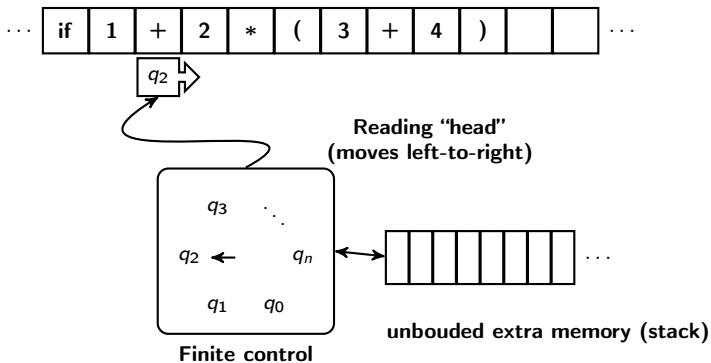 · · · if 1 + 2 * ( 3 + 4 ) · · ·
q2
Reading “head”
(moves left-to-right)
q3 ⋱
q2 qn · · ·
q1 q0
unbouded extra memory (stack)
Finite control